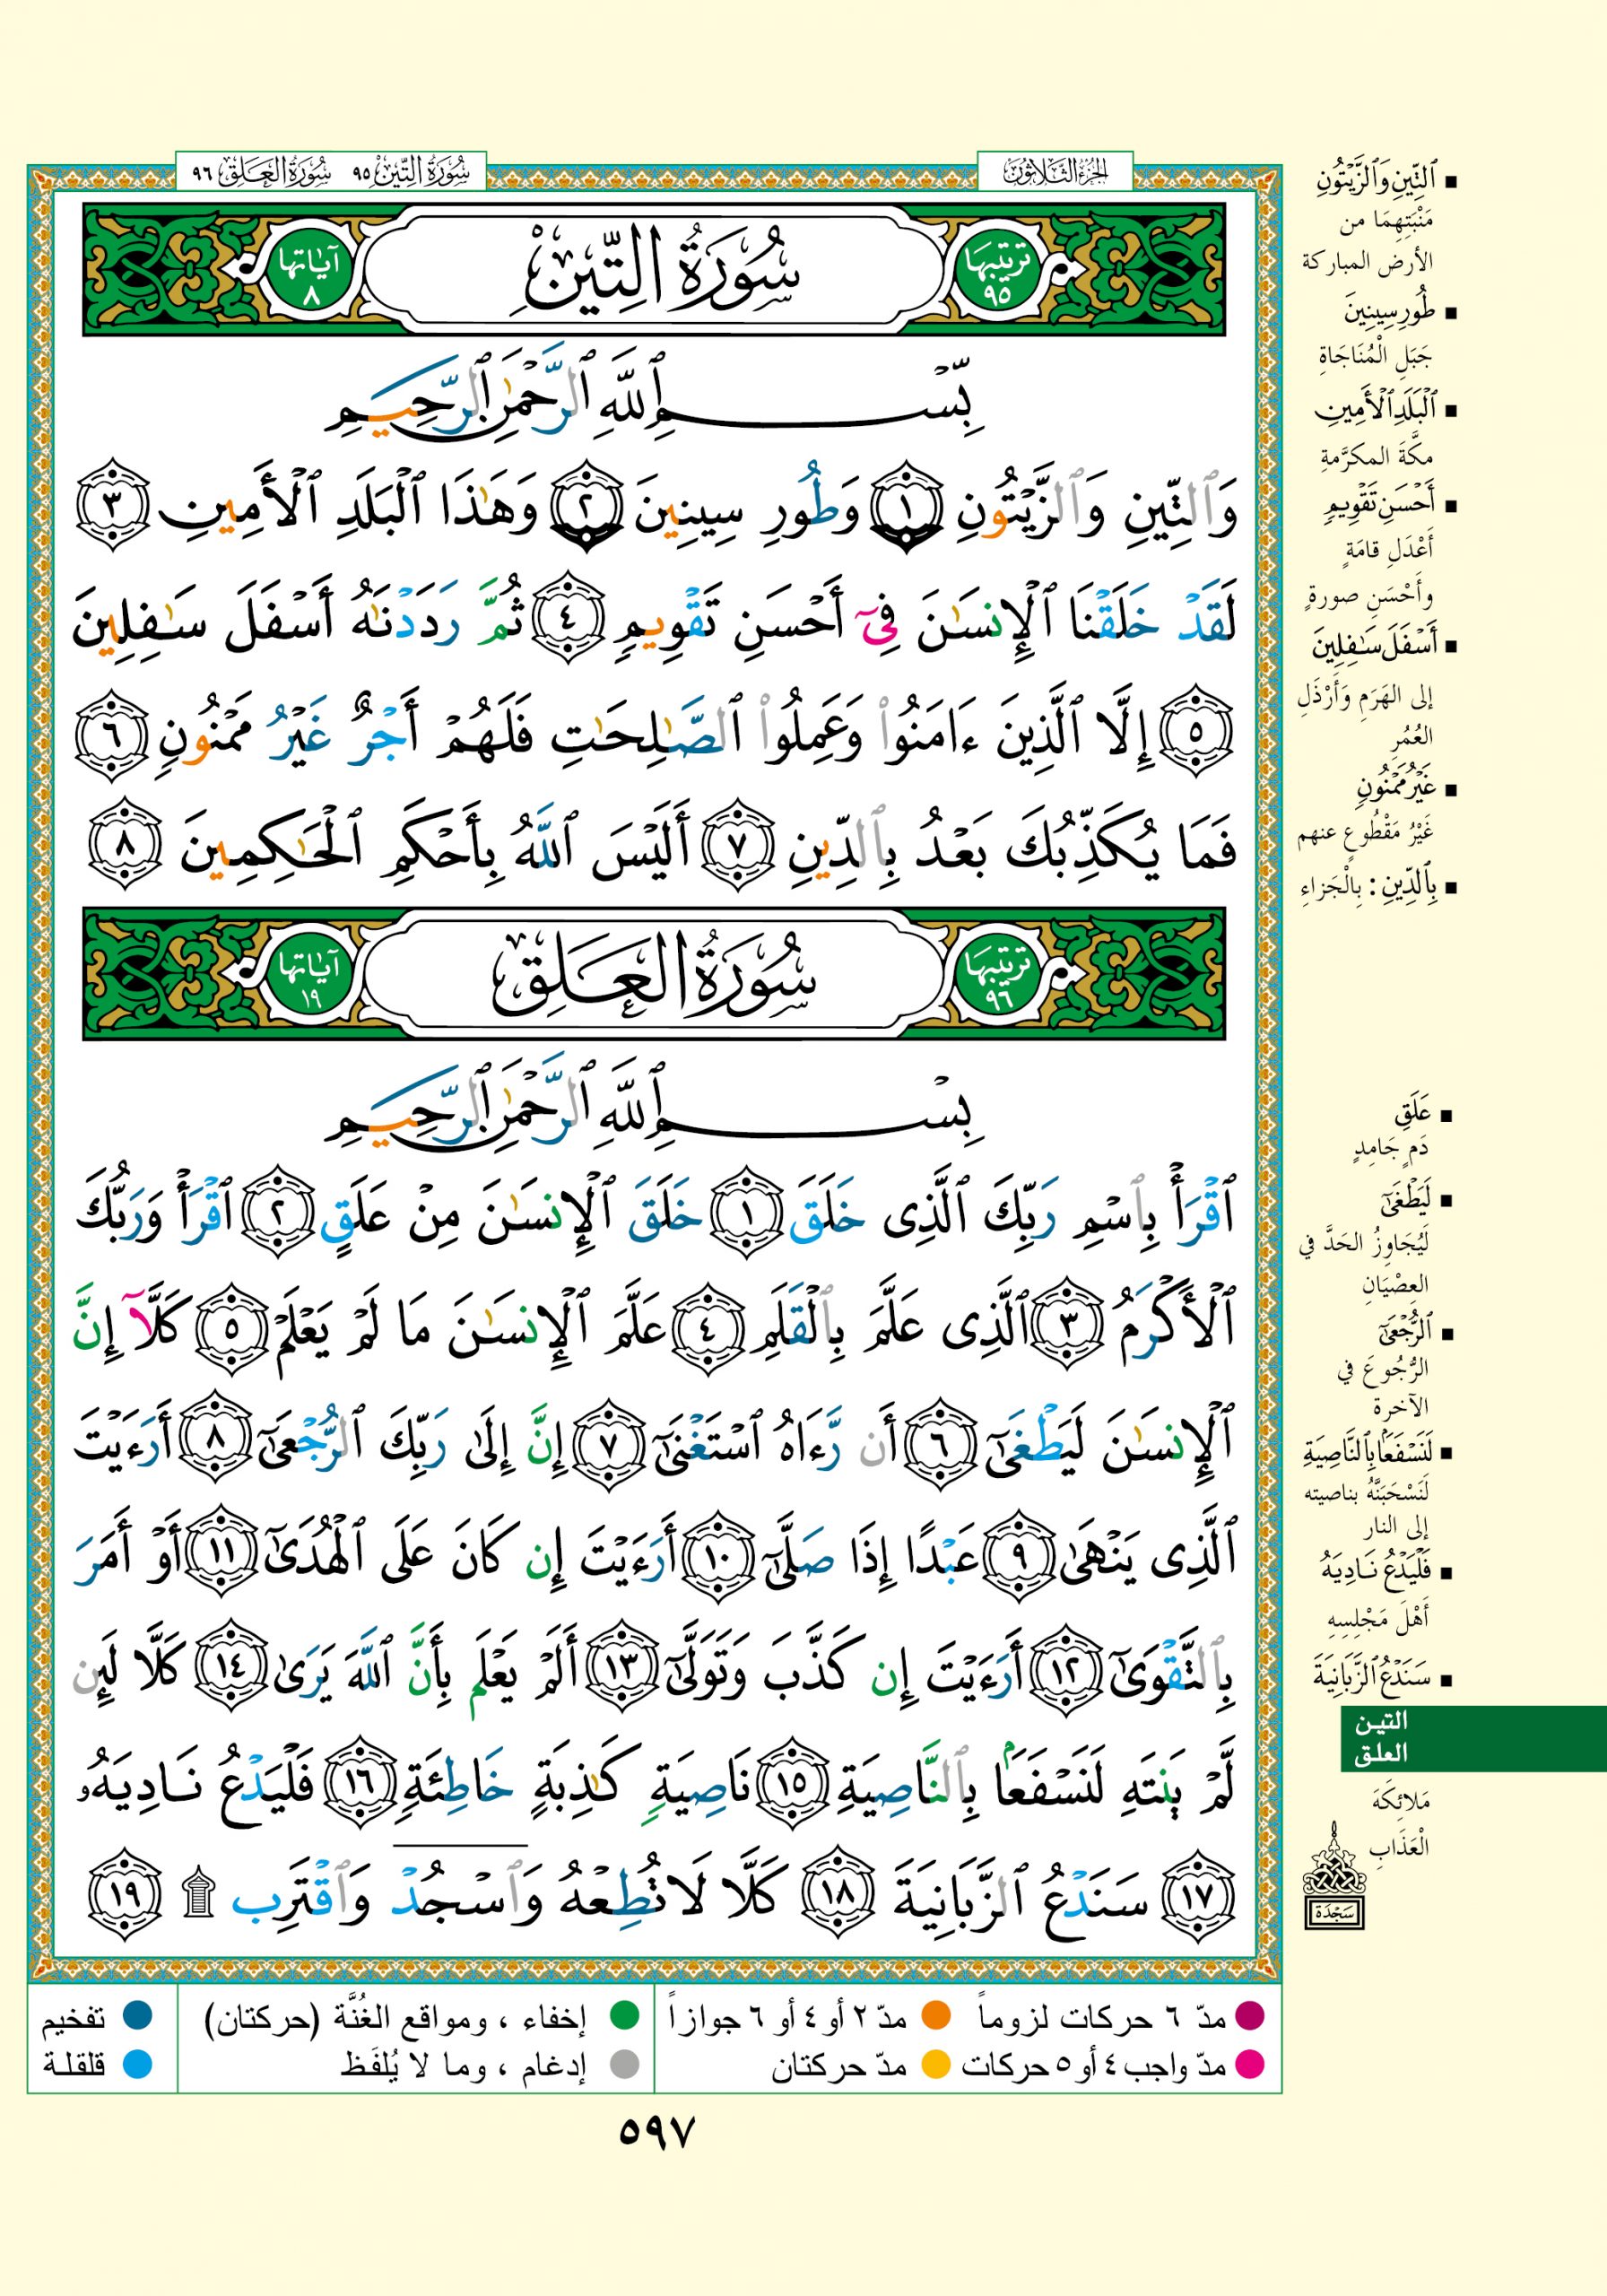 الجزء الثلاثون
سورة التين ٩٥ سورة العلق ٩٦
ترتيبها ٩٥
سُورَةُ التِّينِ
آياتها ٨
بِّسْمِ ٱللَّهِ ٱلرَّحْمَٰنِ ٱلرَّحِيمِ
وَٱلتِّينِ وَٱلزَّيْتُونِ ١ وَطُورِ سِينِينَ ٢ وَهَٰذَا ٱلْبَلَدِ ٱلْأَمِينِ ٣
لَقَدْ خَلَقْنَا ٱلْإِنسَٰنَ فِىٓ أَحْسَنِ تَقْوِيمٍ ٤ ثُمَّ رَدَدْنَٰهُ أَسْفَلَ سَٰفِلِينَ
٥ إِلَّا ٱلَّذِينَ ءَامَنُوا۟ وَعَمِلُوا۟ ٱلصَّٰلِحَٰتِ فَلَهُمْ أَجْرٌ غَيْرُ مَمْنُونٍ ٦
فَمَا يُكَذِّبُكَ بَعْدُ بِٱلدِّينِ ٧ أَلَيْسَ ٱللَّهُ بِأَحْكَمِ ٱلْحَٰكِمِينَ ٨
ترتيبها ٩٦
سُورَةُ العَلَقِ
آياتها ١٩
بِسْمِ ٱللَّهِ ٱلرَّحْمَٰنِ ٱلرَّحِيمِ
ٱقْرَأْ بِٱسْمِ رَبِّكَ ٱلَّذِى خَلَقَ ١ خَلَقَ ٱلْإِنسَٰنَ مِنْ عَلَقٍ ٢ ٱقْرَأْ وَرَبُّكَ
ٱلْأَكْرَمُ ٣ ٱلَّذِى عَلَّمَ بِٱلْقَلَمِ ٤ عَلَّمَ ٱلْإِنسَٰنَ مَا لَمْ يَعْلَمْ ٥ كَلَّآ إِنَّ
ٱلْإِنسَٰنَ لَيَطْغَىٰٓ ٦ أَن رَّءَاهُ ٱسْتَغْنَىٰٓ ٧ إِنَّ إِلَىٰ رَبِّكَ ٱلرُّجْعَىٰٓ ٨ أَرَءَيْتَ
ٱلَّذِى يَنْهَىٰ ٩ عَبْدًا إِذَا صَلَّىٰٓ ١٠ أَرَءَيْتَ إِن كَانَ عَلَى ٱلْهُدَىٰٓ ١١ أَوْ أَمَرَ
بِٱلتَّقْوَىٰٓ ١٢ أَرَءَيْتَ إِن كَذَّبَ وَتَوَلَّىٰٓ ١٣ أَلَمْ يَعْلَم بِأَنَّ ٱللَّهَ يَرَىٰ ١٤ كَلَّا لَئِن
لَّمْ يَنتَهِ لَنَسْفَعًۢا بِٱلنَّاصِيَةِ ١٥ نَاصِيَةٍ كَٰذِبَةٍ خَاطِئَةٍ ١٦ فَلْيَدْعُ نَادِيَهُۥ
١٧ سَنَدْعُ ٱلزَّبَانِيَةَ ١٨ كَلَّا لَا تُطِعْهُ وَٱسْجُدْ وَٱقْتَرِب ۩ ١٩
ٱلتِّينِ وَٱلزَّيْتُونِ
مَنْبَتِهِمَا من
الأرض المباركة
طُورِ سِينِينَ
جَبَلِ الْمُنَاجَاةِ
ٱلْبَلَدِ ٱلْأَمِينِ
مكَّةَ المكرَّمةِ
أَحْسَنِ تَقْوِيمٍ
أَعْدَلِ قامَةٍ
وأَحْسَنِ صورةٍ
أَسْفَلَ سَٰفِلِينَ
إلى الهَرَمِ وَأَرْذَلِ
العُمُرِ
غَيْرُ مَمْنُونٍ
غَيْرُ مَقْطُوعٍ عنهم
بِٱلدِّينِ : بِالْجَزاءِ
عَلَقٍ
دَمٍ جَامِدٍ
لَيَطْغَىٰٓ
لَيُجَاوِزُ الحَدَّ في
العِصْيَانِ
ٱلرُّجْعَىٰٓ
الرُّجُوعَ في
الآخرة
لَنَسْفَعًۢا بِٱلنَّاصِيَةِ
لَنَسْحَبَنَّهُ بناصيته
إلى النار
فَلْيَدْعُ نَادِيَهُ
أَهْلَ مَجْلِسِهِ
سَنَدْعُ ٱلزَّبَانِيَةَ
التين
العلق
مَلائِكَةَ
الْعَذَابِ
سَجْدَة
مدّ ٦ حركات لزوماً
مدّ ٢ أو ٤ أو ٦ جوازاً
إخفاء ، ومواقع الغُنَّة (حركتان)
تفخيم
مدّ واجب ٤ أو ٥ حركات
مدّ حركتان
إدغام ، وما لا يُلفَظ
قلقلة
٥٩٧